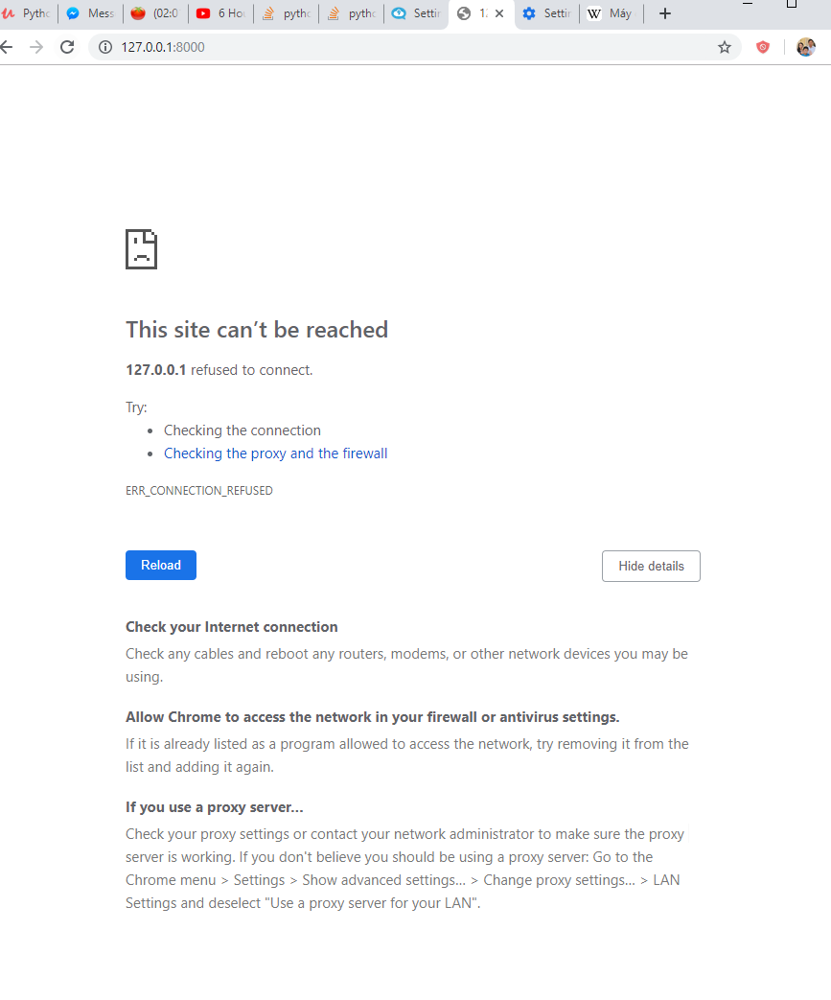 Pytho Mess (02:0 6 Hou pytho pytho Settin 12 Settin Máy
127.0.0.1:8000
This site can't be reached
127.0.0.1 refused to connect.
Try:
Checking the connection
Checking the proxy and the firewall
ERR_CONNECTION_REFUSED
Reload Hide details
Check your Internet connection
Check any cables and reboot any routers, modems, or other network devices you may be
using.
Allow Chrome to access the network in your firewall or antivirus settings.
If it is already listed as a program allowed to access the network, try removing it from the
list and adding it again.
If you use a proxy server...
Check your proxy settings or contact your network administrator to make sure the proxy
server is working. If you don't believe you should be using a proxy server: Go to the
Chrome menu > Settings > Show advanced settings... > Change proxy settings... > LAN
Settings and deselect "Use a proxy server for your LAN".